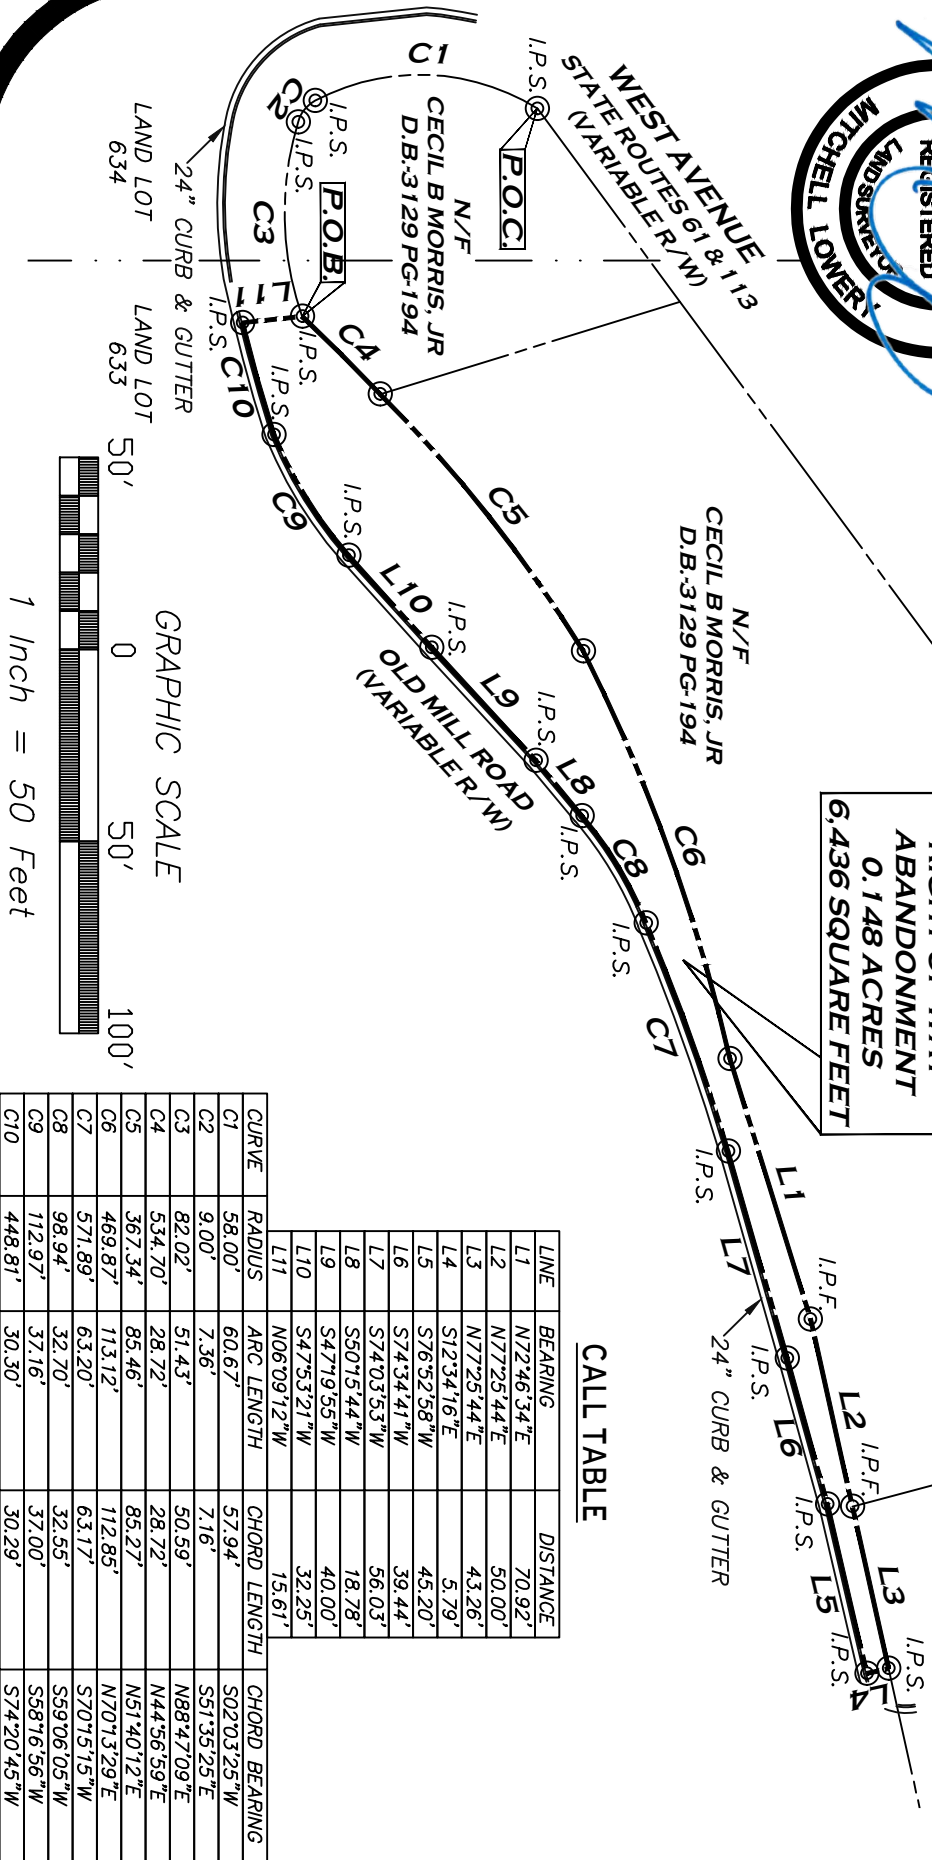 REGISTERED
LAND SURVEYOR
MITCHELL LOWERY
WEST AVENUE
STATE ROUTES 61 & 113
(VARIABLE R/W)
I.P.S.
P.O.C.
C1
N/F
CECIL B MORRIS, JR
D.B.-3129 PG-194
I.P.S.
C2
I.P.S.
P.O.B.
C3
L11
I.P.S.
I.P.S.
24" CURB & GUTTER
LAND LOT
634
LAND LOT
633
C4
C10
I.P.S.
C5
C9
I.P.S.
L10
I.P.S.
N/F
CECIL B MORRIS, JR
D.B.-3129 PG-194
L9
OLD MILL ROAD
(VARIABLE R/W)
I.P.S.
L8
I.P.S.
C6
C8
I.P.S.
ABANDONMENT
0.148 ACRES
6,436 SQUARE FEET
C7
I.P.S.
L1
L7
I.P.F.
I.P.S.
24" CURB & GUTTER
L2
L6
I.P.F.
I.P.S.
L3
L5
I.P.S.
I.P.S.
L4
50' 0 50' 100'
GRAPHIC SCALE
1 Inch = 50 Feet
CALL TABLE
LINE BEARING DISTANCE
L1 N72°46'34"E 70.92'
L2 N77°25'44"E 50.00'
L3 N77°25'44"E 43.26'
L4 S12°34'16"E 5.79'
L5 S76°52'58"W 45.20'
L6 S74°34'41"W 39.44'
L7 S74°03'53"W 56.03'
L8 S50°15'44"W 18.78'
L9 S47°19'55"W 40.00'
L10 S47°53'21"W 32.25'
L11 N06°09'12"W 15.61'
CURVE RADIUS ARC LENGTH CHORD LENGTH CHORD BEARING
C1 58.00' 60.67' 57.94' S02°03'25"W
C2 9.00' 7.36' 7.16' S51°35'25"E
C3 82.02' 51.43' 50.59' N88°47'09"E
C4 534.70' 28.72' 28.72' N44°56'59"E
C5 367.34' 85.46' 85.27' N51°40'12"E
C6 469.87' 113.12' 112.85' N70°13'29"E
C7 571.89' 63.20' 63.17' S70°15'15"W
C8 98.94' 32.70' 32.55' S59°06'05"W
C9 112.97' 37.16' 37.00' S58°16'56"W
C10 448.81' 30.30' 30.29' S74°20'45"W